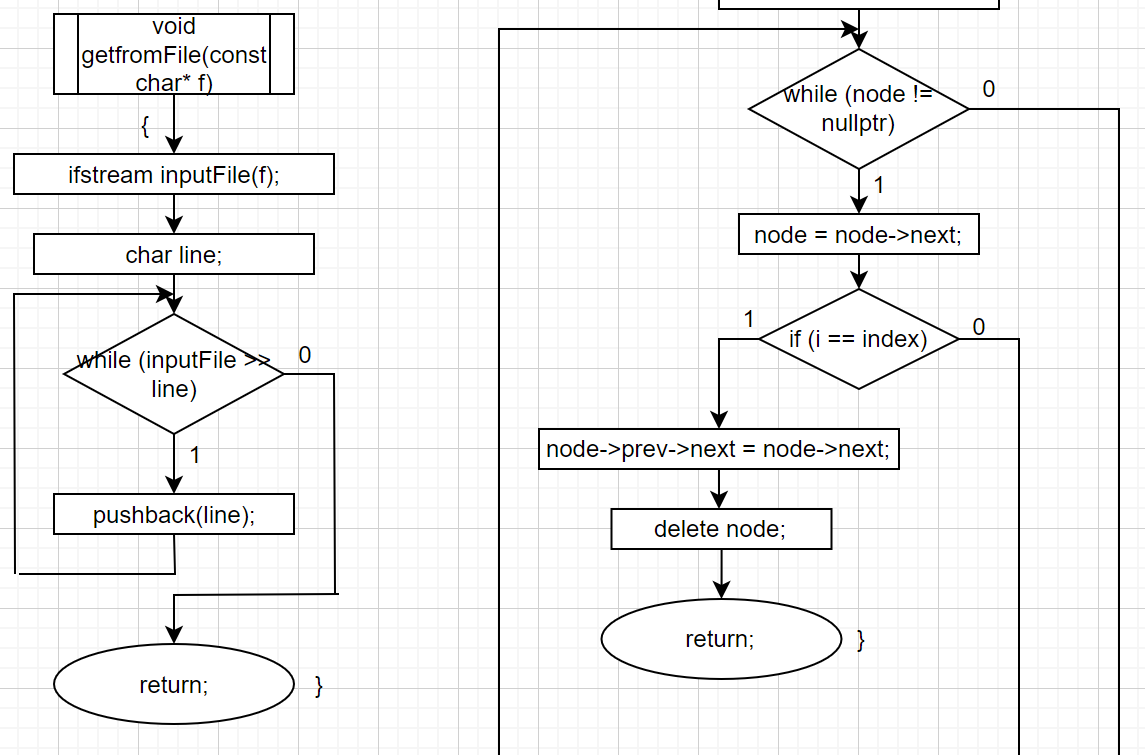 void
getfromFile(const
char* f)
{
ifstream inputFile(f);
char line;
while (inputFile >>
line)
0
1
pushback(line);
return;
}
while (node !=
nullptr)
0
1
node = node->next;
if (i == index)
1
0
node->prev->next = node->next;
delete node;
return;
}